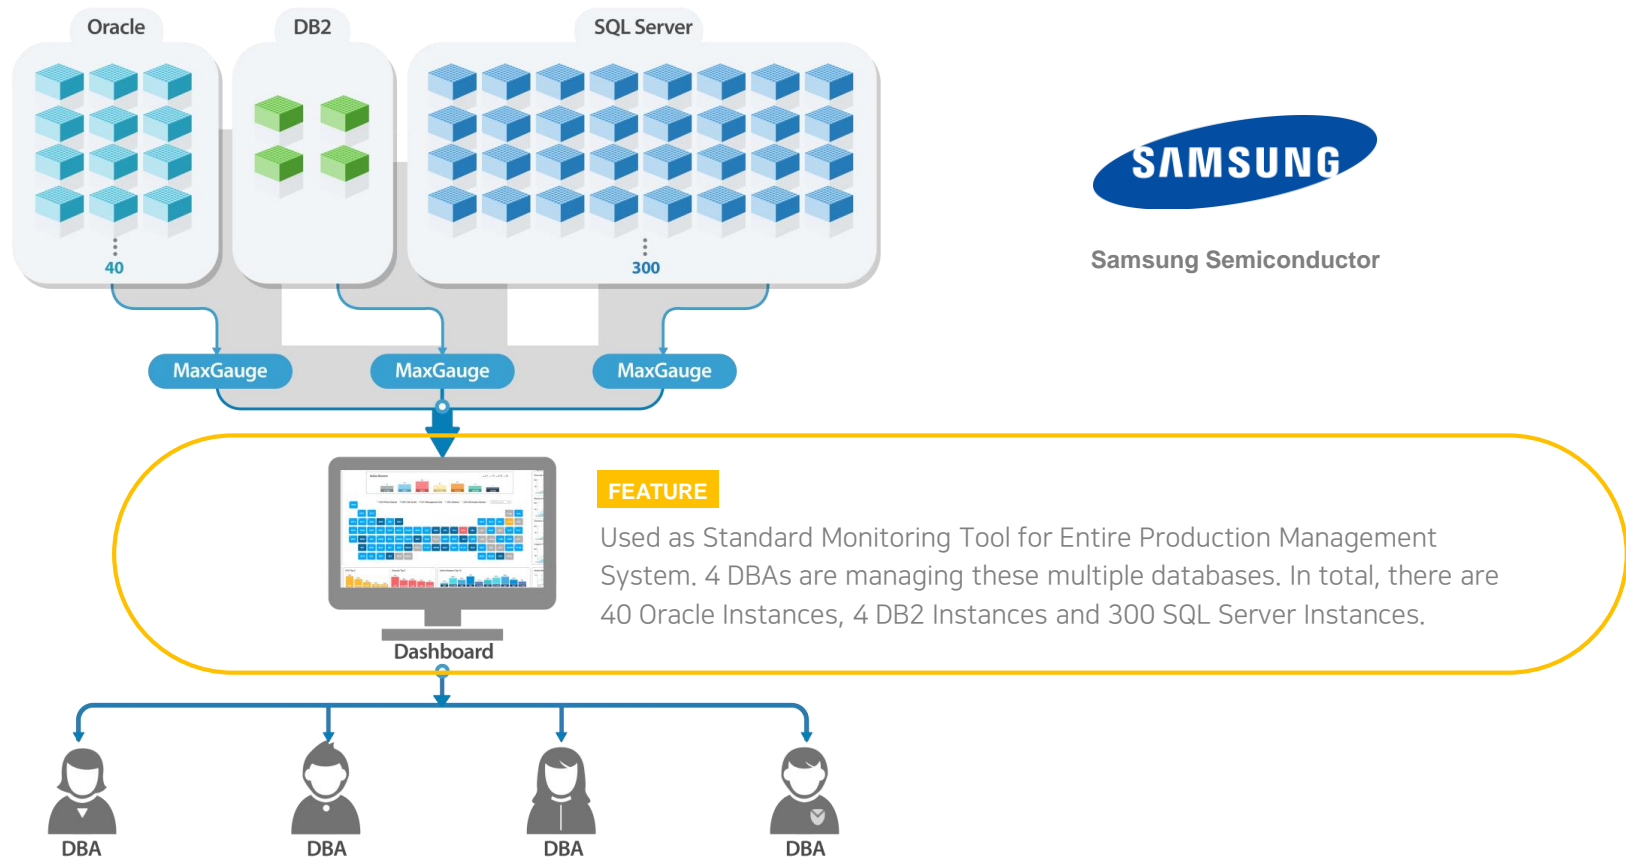 Oracle
DB2
SQL Server
40
300
SAMSUNG
Samsung Semiconductor
MaxGauge
MaxGauge
MaxGauge
FEATURE
Used as Standard Monitoring Tool for Entire Production Management
System. 4 DBAs are managing these multiple databases. In total, there are
40 Oracle Instances, 4 DB2 Instances and 300 SQL Server Instances.
Dashboard
DBA
DBA
DBA
DBA